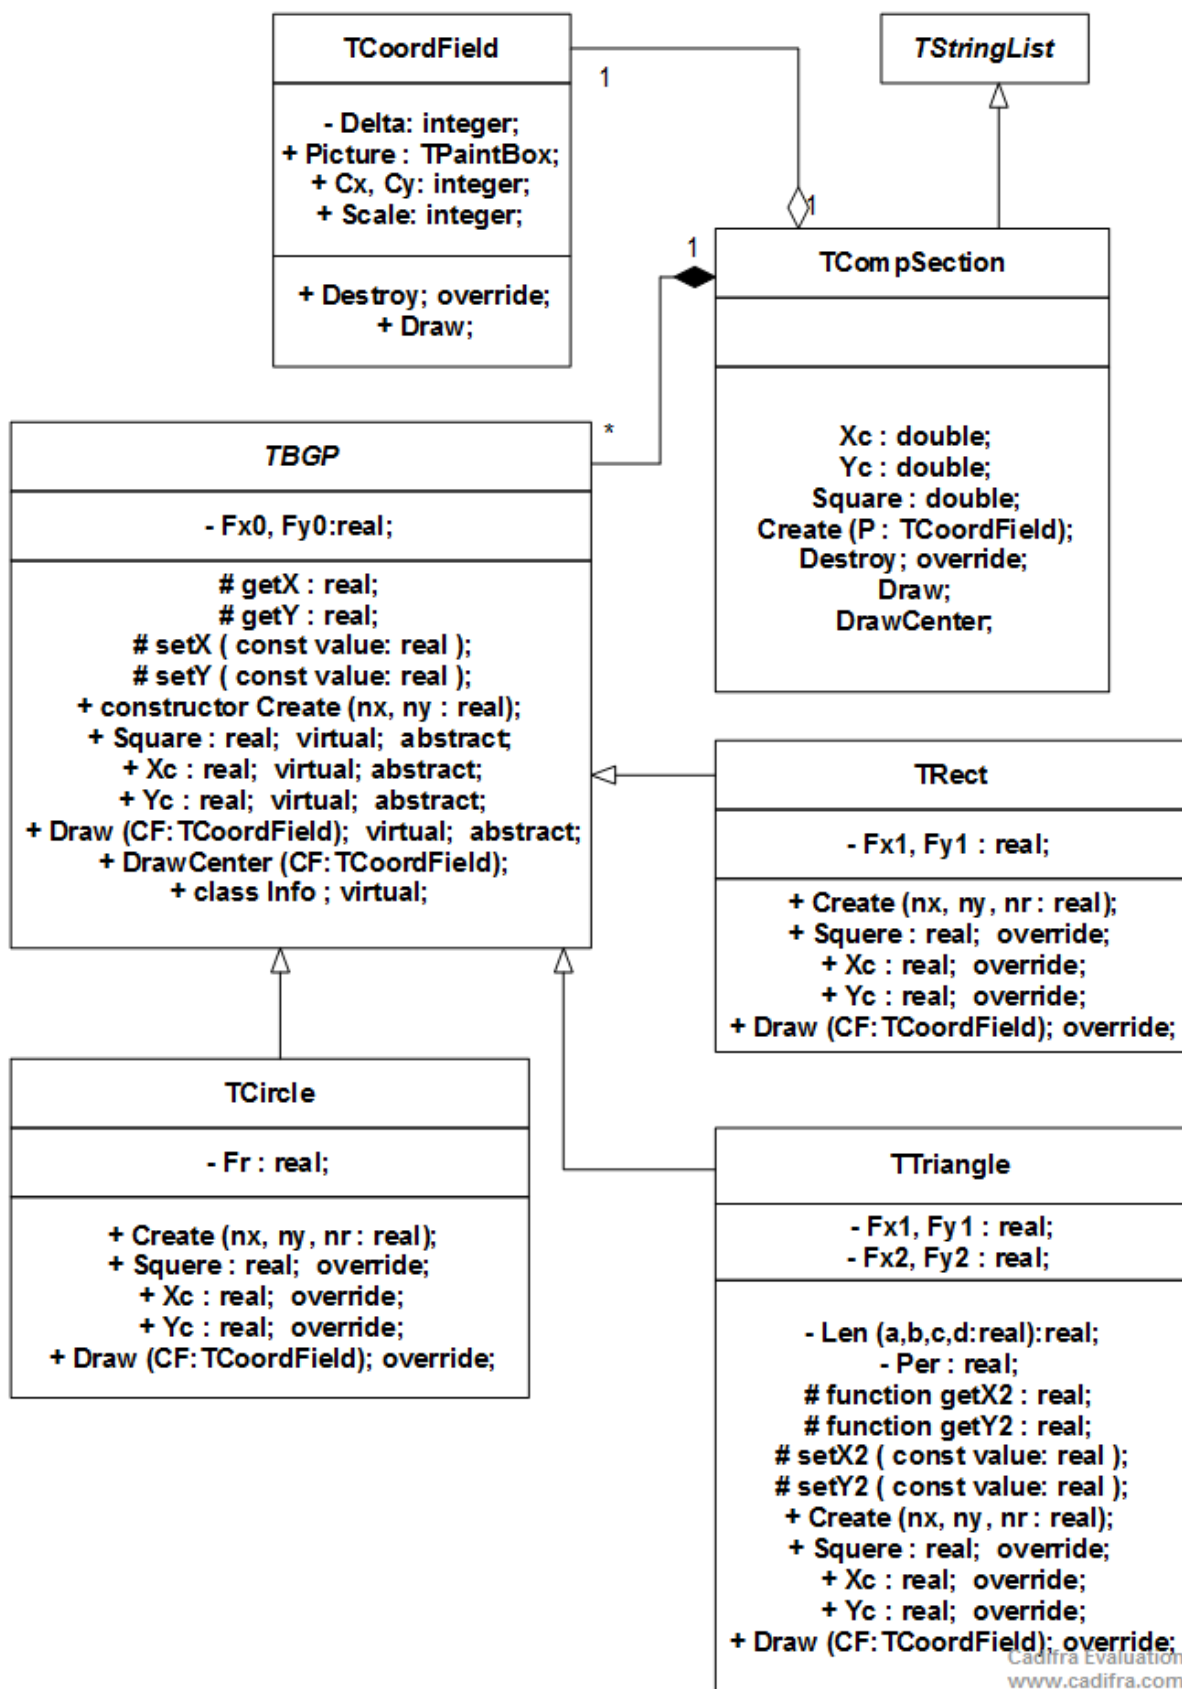 TCoordField
- Delta: integer;
+ Picture : TPaintBox;
+ Cx, Cy: integer;
+ Scale: integer;
+ Destroy; override;
+ Draw;
1
TStringList
1
1
*
TCompSection
Xc : double;
Yc : double;
Square : double;
Create (P : TCoordField);
Destroy; override;
Draw;
DrawCenter;
TBGP
- Fx0, Fy0:real;
# getX : real;
# getY : real;
# setX ( const value: real );
# setY ( const value: real );
+ constructor Create (nx, ny : real);
+ Square : real; virtual; abstract;
+ Xc : real; virtual; abstract;
+ Yc : real; virtual; abstract;
+ Draw (CF: TCoordField); virtual; abstract;
+ DrawCenter (CF: TCoordField);
+ class Info ; virtual;
TRect
- Fx1, Fy1 : real;
+ Create (nx, ny, nr : real);
+ Squere : real; override;
+ Xc : real; override;
+ Yc : real; override;
+ Draw (CF: TCoordField); override;
TCircle
- Fr : real;
+ Create (nx, ny, nr : real);
+ Squere : real; override;
+ Xc : real; override;
+ Yc : real; override;
+ Draw (CF: TCoordField); override;
TTriangle
- Fx1, Fy1 : real;
- Fx2, Fy2 : real;
- Len (a,b,c,d:real):real;
- Per : real;
# function getX2 : real;
# function getY2 : real;
# setX2 ( const value: real );
# setY2 ( const value: real );
+ Create (nx, ny, nr : real);
+ Squere : real; override;
+ Xc : real; override;
+ Yc : real; override;
+ Draw (CF: TCoordField); override;
Cadifra Evaluation
www.cadifra.com